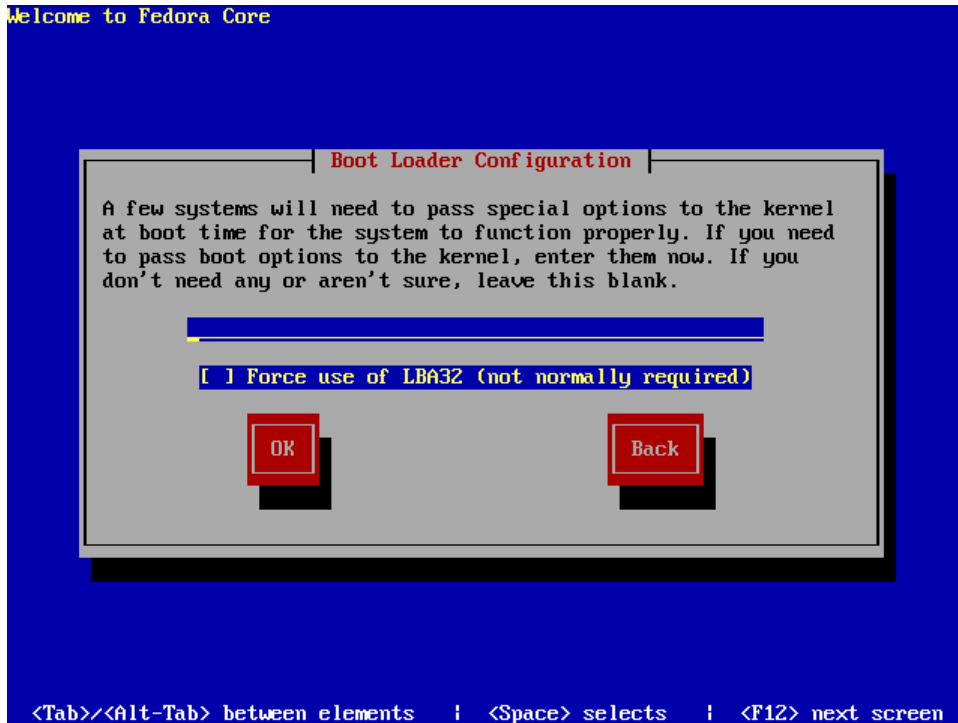 Welcome to Fedora Core
Boot Loader Configuration
A few systems will need to pass special options to the kernel
at boot time for the system to function properly. If you need
to pass boot options to the kernel, enter them now. If you
don't need any or aren't sure, leave this blank.
[ ] Force use of LBA32 (not normally required)
OK Back
<Tab>/<Alt-Tab> between elements | <Space> selects | <F12> next screen